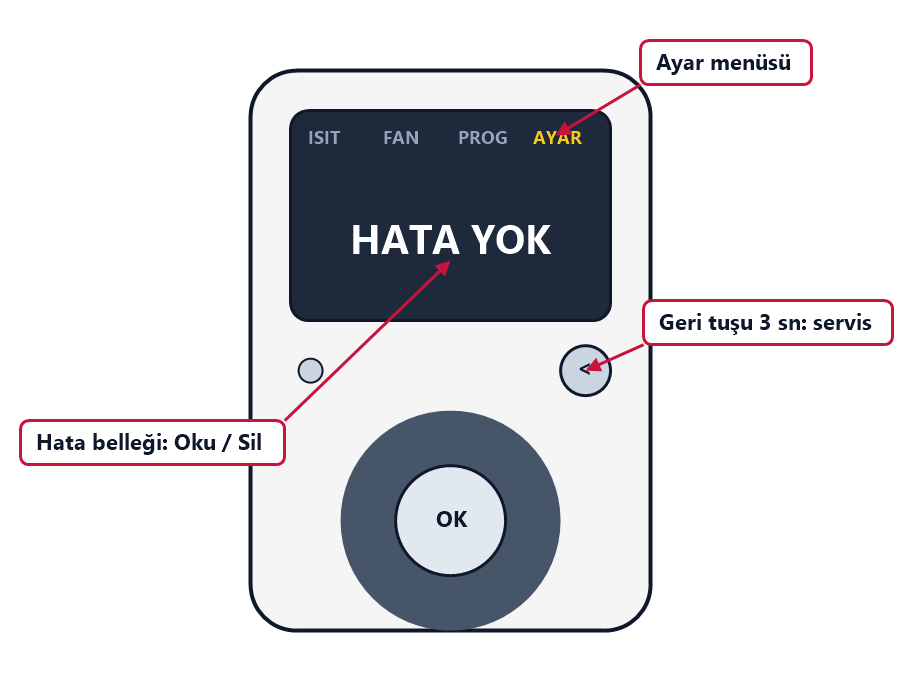 Ayar menüsü
ISIT FAN PROG AYAR
HATA YOK
Geri tuşu 3 sn: servis
<
Hata belleği: Oku / Sil
OK